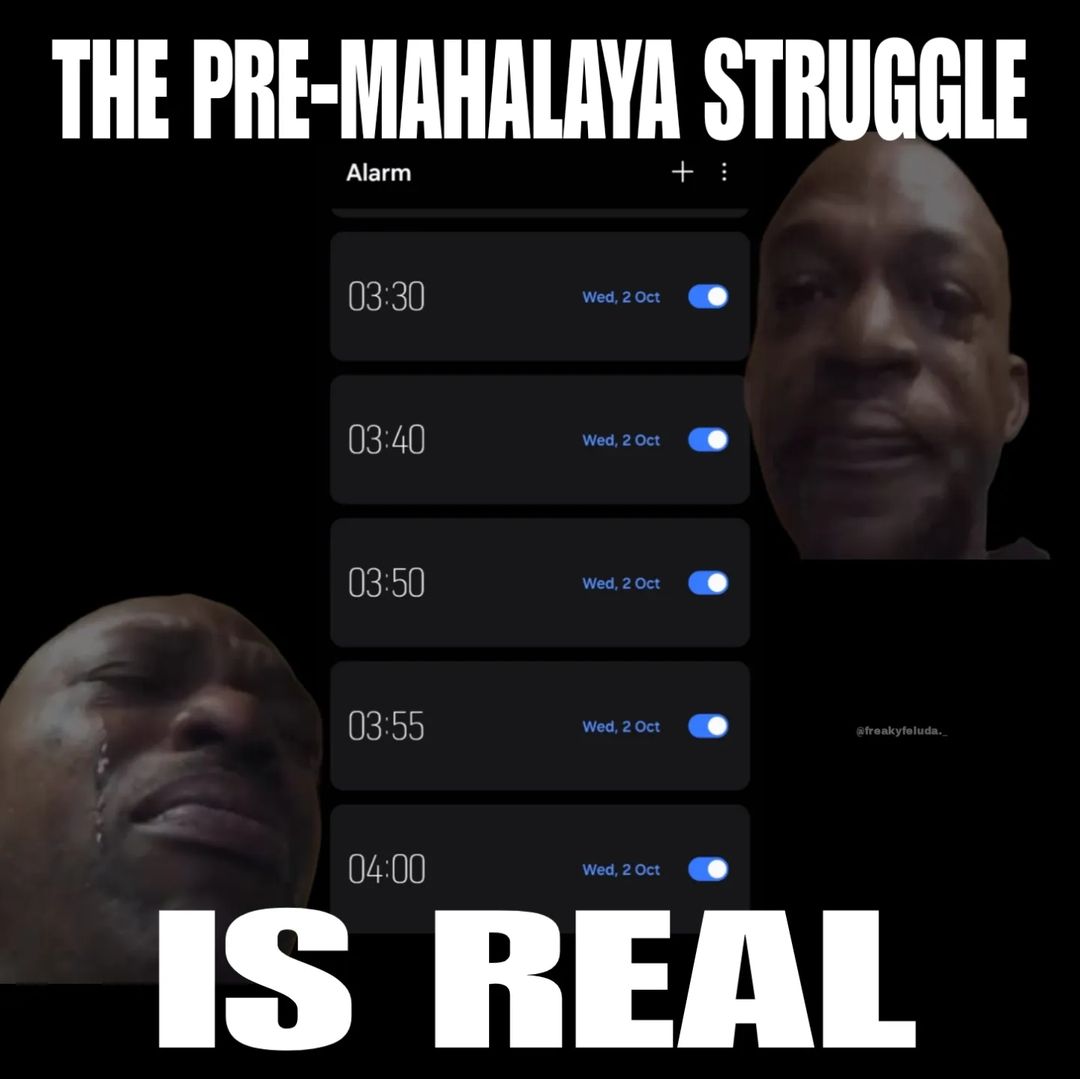 THE PRE-MAHALAYA STRUGGLE
Alarm
03:30 Wed, 2 Oct
03:40 Wed, 2 Oct
03:50 Wed, 2 Oct
03:55 Wed, 2 Oct
@freakyfeluda._
04:00 Wed, 2 Oct
IS REAL